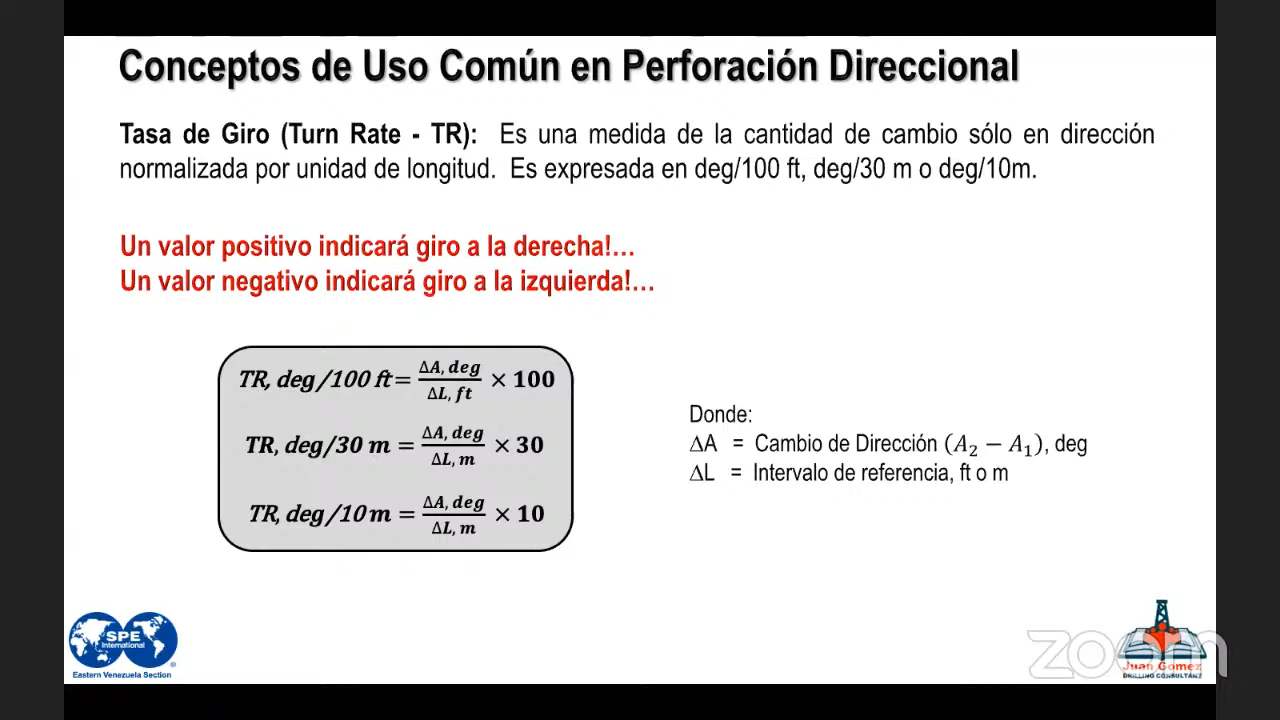 Conceptos de Uso Común en Perforación Direccional
Tasa de Giro (Turn Rate - TR): Es una medida de la cantidad de cambio sólo en dirección
normalizada por unidad de longitud. Es expresada en deg/100 ft, deg/30 m o deg/10m.
Un valor positivo indicará giro a la derecha!...
Un valor negativo indicará giro a la izquierda!...
TR, deg/100 ft = ΔA, deg / ΔL, ft × 100
TR, deg/30 m = ΔA, deg / ΔL, m × 30
TR, deg/10 m = ΔA, deg / ΔL, m × 10
Donde:
ΔA = Cambio de Dirección (A₂ − A₁), deg
ΔL = Intervalo de referencia, ft o m
SPE
International
Eastern Venezuela Section
zoom
Juan Gomez
DRILLING CONSULTANT